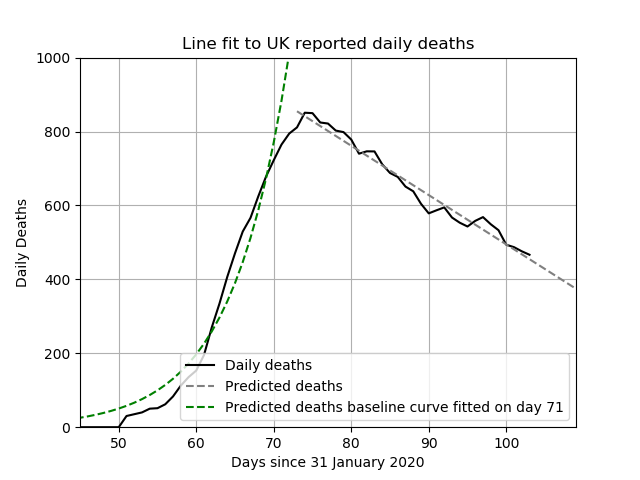 Line fit to UK reported daily deaths
1000
800
600
400
200
0
Daily Deaths
Daily deaths
Predicted deaths
Predicted deaths baseline curve fitted on day 71
50 60 70 80 90 100
Days since 31 January 2020